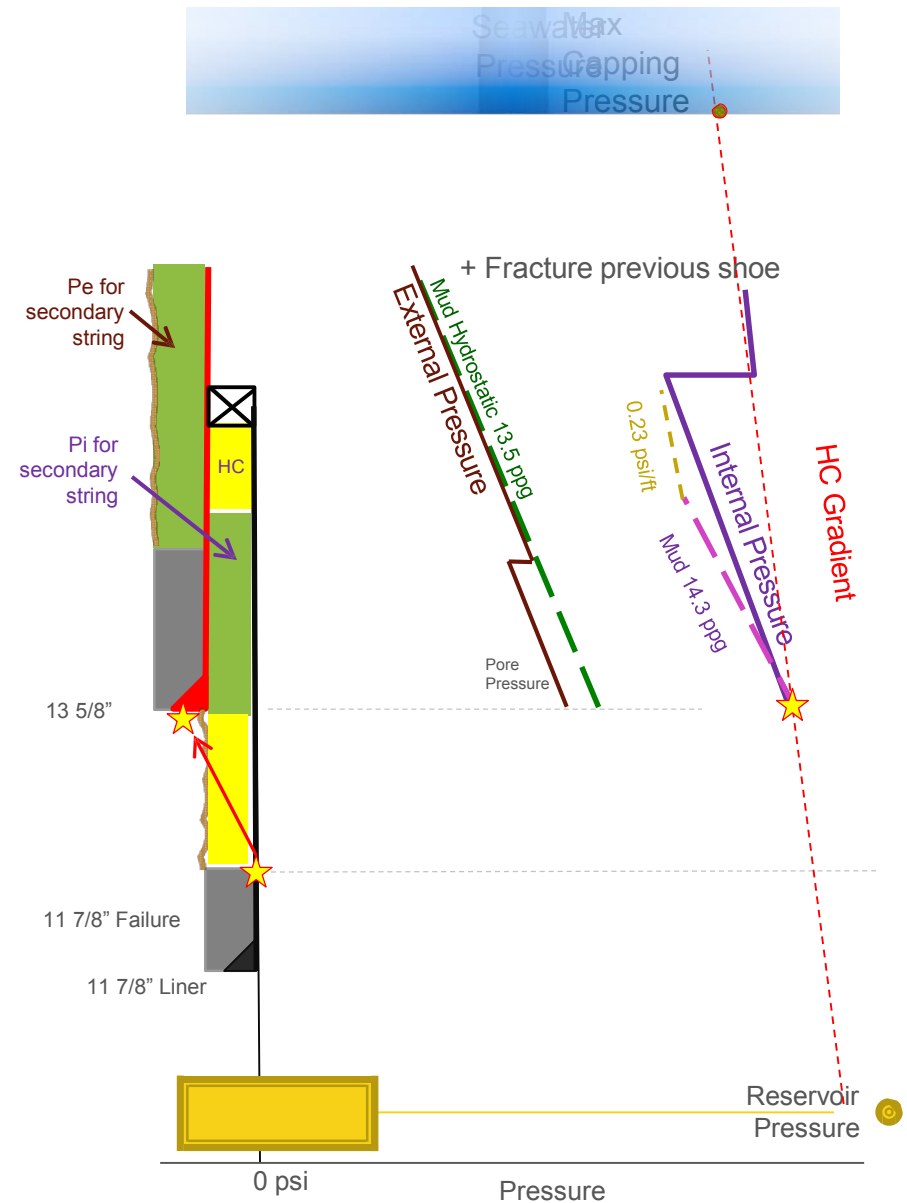 Seawater
Pressure
Max
Capping
Pressure
+ Fracture previous shoe
Pe for
secondary
string
Mud Hydrostatic 13.5 ppg
External Pressure
0.23 psi/ft
Pi for
secondary
string
HC
Internal Pressure
HC Gradient
Mud 14.3 ppg
Pore
Pressure
13 5/8”
11 7/8” Failure
11 7/8” Liner
Reservoir
Pressure
0 psi
Pressure